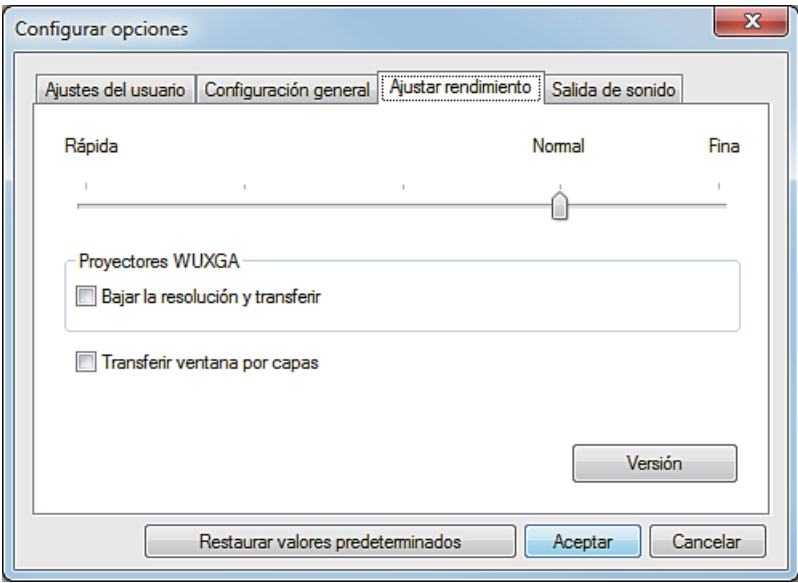 Configurar opciones
Ajustes del usuario Configuración general Ajustar rendimiento Salida de sonido
Rápida Normal Fina
Proyectores WUXGA
Bajar la resolución y transferir
Transferir ventana por capas
Versión
Restaurar valores predeterminados Aceptar Cancelar